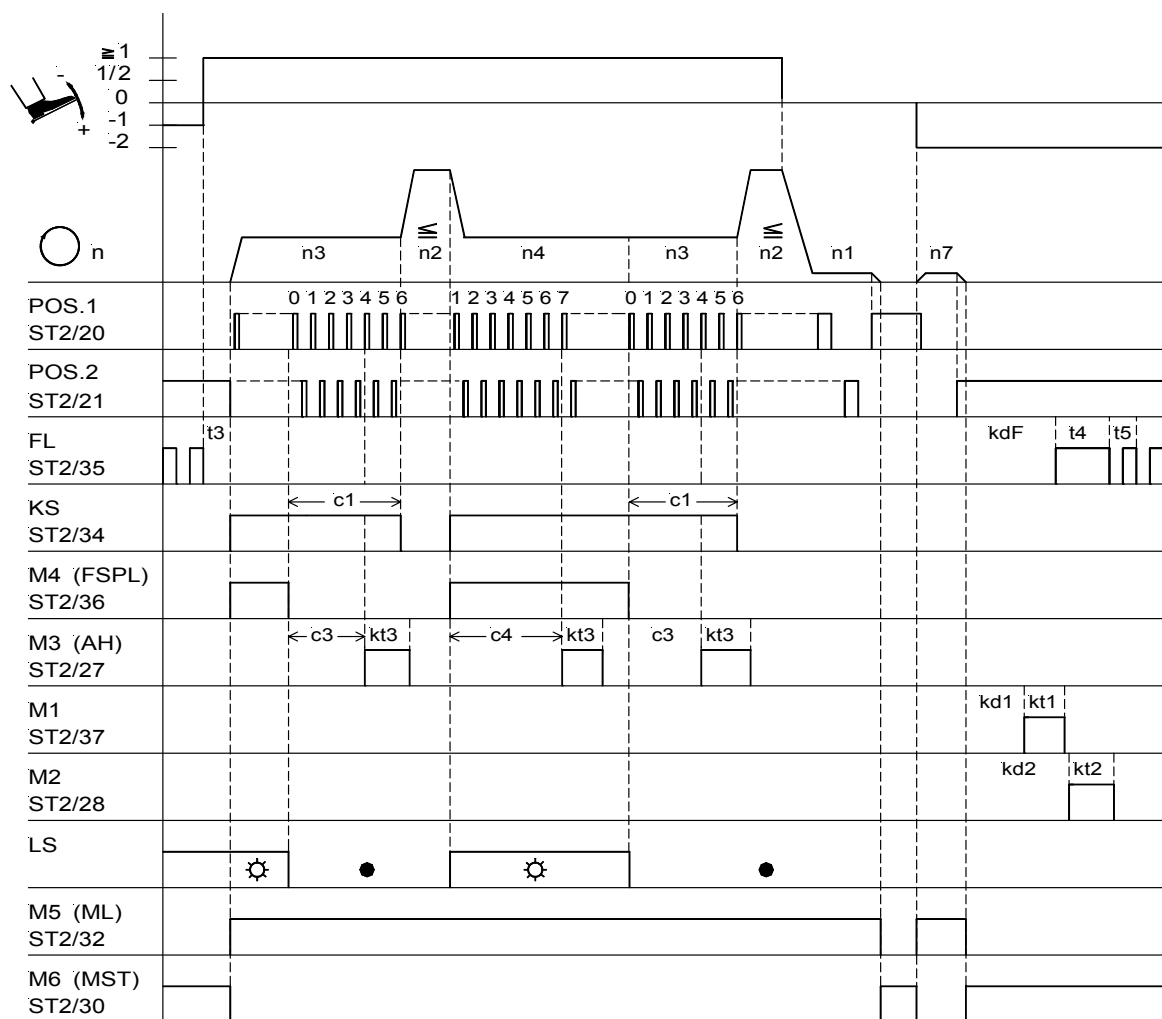 ≧ 1
1/2
0
-1
-2
-
+
n
n3 ≦ n2 n4 n3 ≦ n2 n1 n7
POS.1
ST2/20
0 1 2 3 4 5 6 1 2 3 4 5 6 7 0 1 2 3 4 5 6
POS.2
ST2/21
FL
ST2/35
t3 kdF t4 t5
KS
ST2/34
c1 c1
M4 (FSPL)
ST2/36
M3 (AH)
ST2/27
c3 kt3 c4 kt3 c3 kt3
M1
ST2/37
kd1 kt1
M2
ST2/28
kd2 kt2
LS
M5 (ML)
ST2/32
M6 (MST)
ST2/30